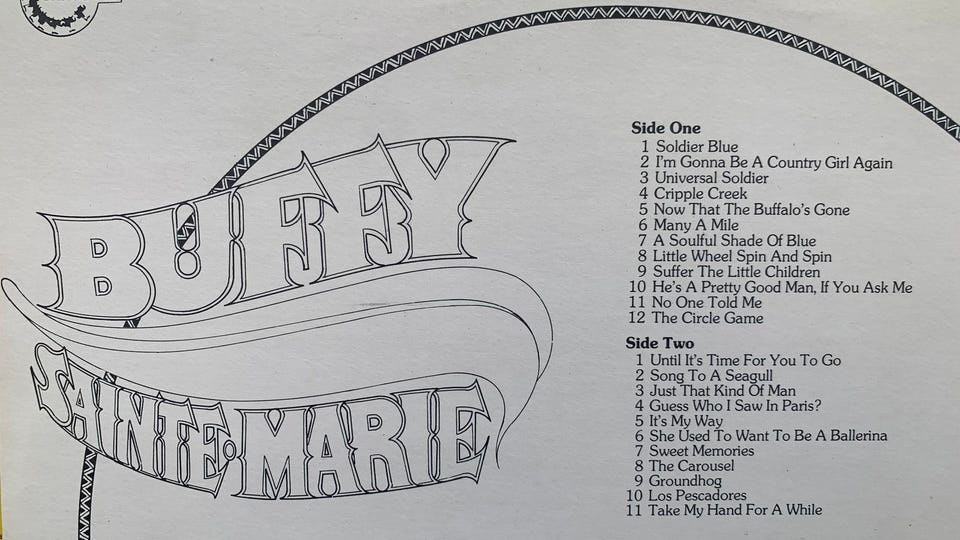 BUFFY
SAINTE·MARIE
Side One
1 Soldier Blue
2 I'm Gonna Be A Country Girl Again
3 Universal Soldier
4 Cripple Creek
5 Now That The Buffalo's Gone
6 Many A Mile
7 A Soulful Shade Of Blue
8 Little Wheel Spin And Spin
9 Suffer The Little Children
10 He's A Pretty Good Man, If You Ask Me
11 No One Told Me
12 The Circle Game
Side Two
1 Until It's Time For You To Go
2 Song To A Seagull
3 Just That Kind Of Man
4 Guess Who I Saw In Paris?
5 It's My Way
6 She Used To Want To Be A Ballerina
7 Sweet Memories
8 The Carousel
9 Groundhog
10 Los Pescadores
11 Take My Hand For A While